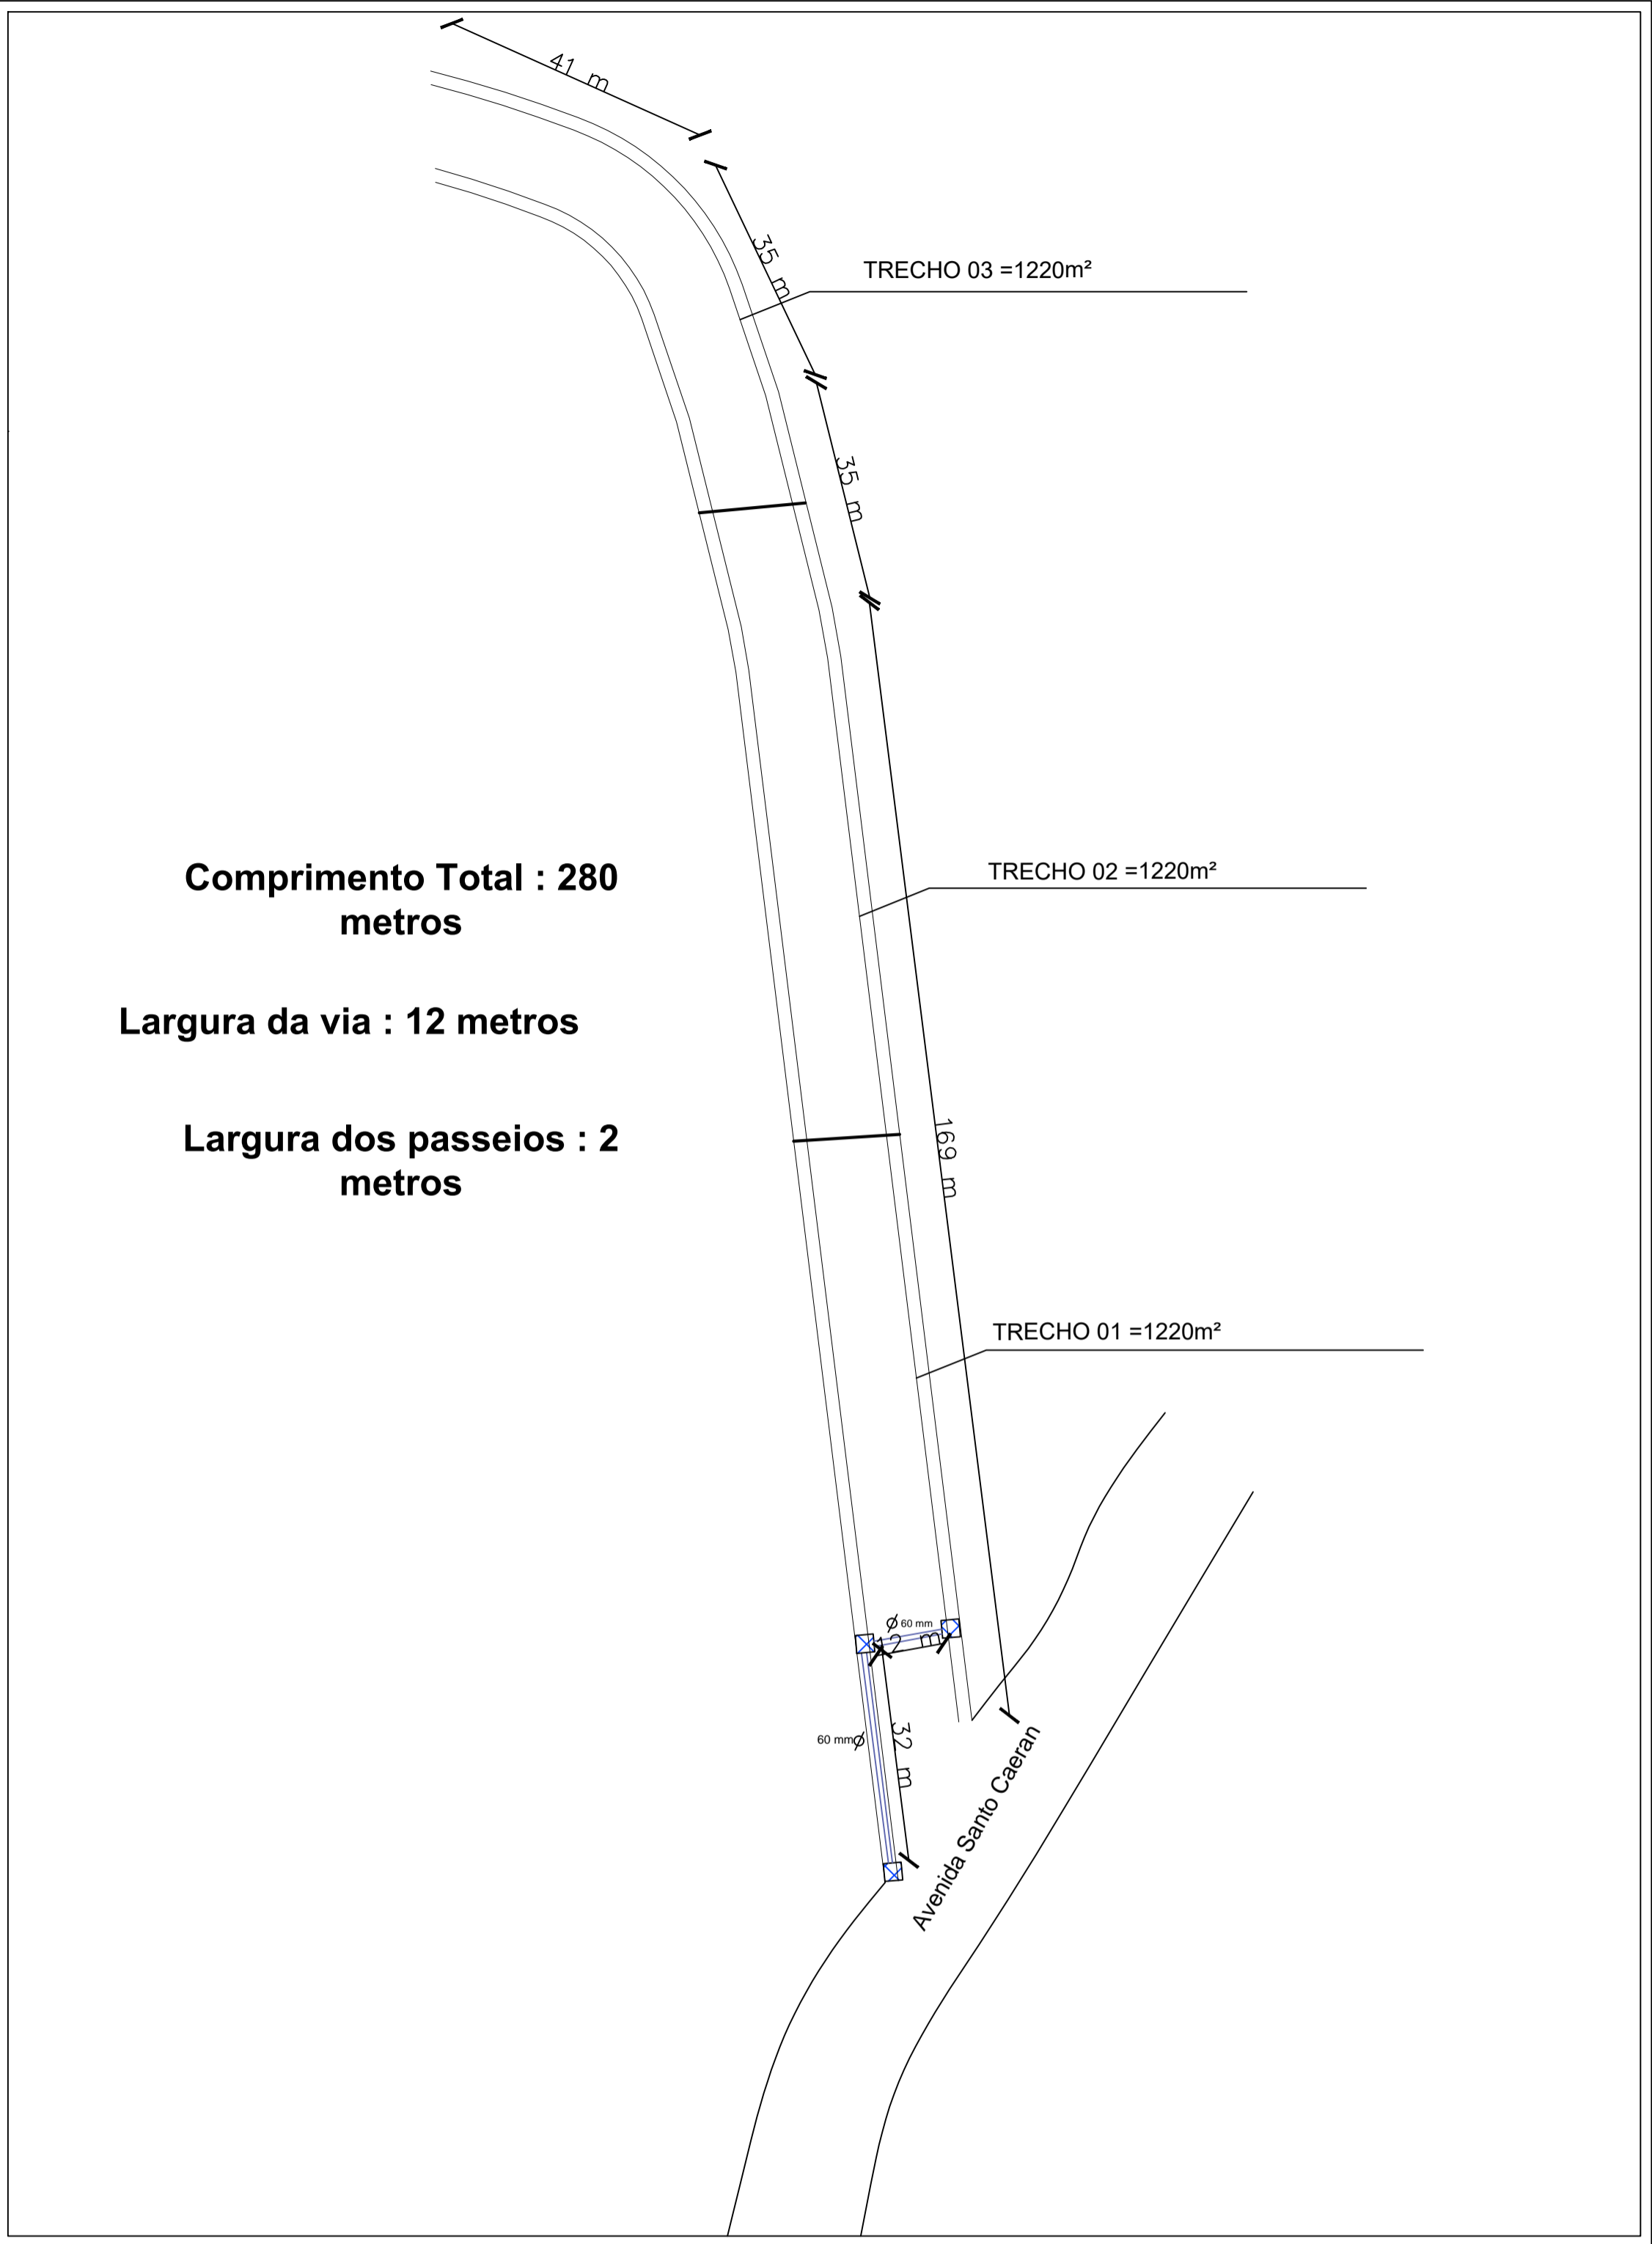 41 m
35 m
TRECHO 03 =1220m²
35 m
Comprimento Total : 280
metros
TRECHO 02 =1220m²
Largura da via : 12 metros
Largura dos passeios : 2
metros
169 m
TRECHO 01 =1220m²
Ø 60 mm
12 m
60 mmØ
32 m
Avenida Santo Caeran